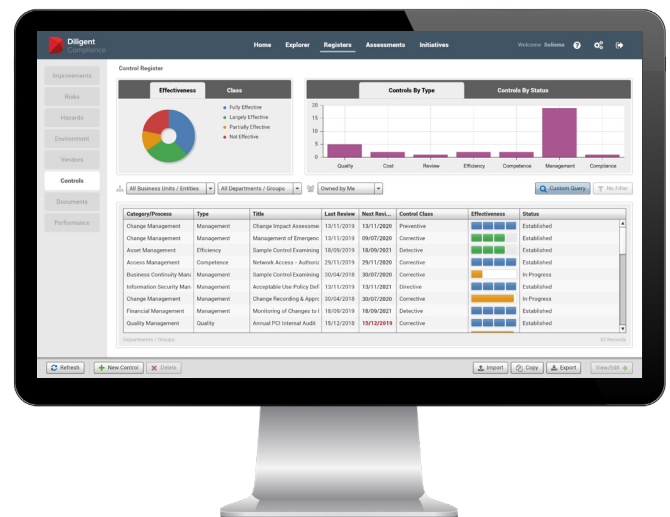 Diligent
Compliance
Home Explorer Registers Assessments Initiatives
Welcome Soliema
Control Register
Improvements
Risks
Hazards
Environment
Vendors
Controls
Documents
Performance
Effectiveness Class
Fully Effective
Largely Effective
Partially Effective
Not Effective
Controls By Type Controls By Status
20
15
10
5
0
Quality Cost Review Efficiency Competence Management Compliance
All Business Units / Entities All Departments / Groups Owned by Me Custom Query No Filter
Category/Process Type Title Last Review Next Revi... Control Class Effectiveness Status
Change Management Management Change Impact Assessme 13/11/2019 13/11/2020 Preventive Established
Change Management Management Management of Emergenc 13/11/2019 09/07/2020 Corrective Established
Asset Management Efficiency Sample Control Examining 18/09/2019 18/09/2021 Detective Established
Access Management Competence Network Access – Authoriz 29/11/2019 29/11/2020 Corrective Established
Business Continuity Mana Management Sample Control Examining 30/04/2018 30/07/2020 Corrective In Progress
Information Security Man Management Acceptable Use Policy Defi 13/11/2019 13/11/2021 Directive Established
Change Management Management Change Recording & Appro 30/04/2018 30/07/2020 Corrective In Progress
Financial Management Management Monitoring of Changes to I 18/09/2019 18/09/2021 Detective Established
Quality Management Quality Annual PCI Internal Audit 15/12/2018 15/12/2019 Corrective Established
Departments / Groups Records
Refresh New Control Delete Import Copy Export View/Edit